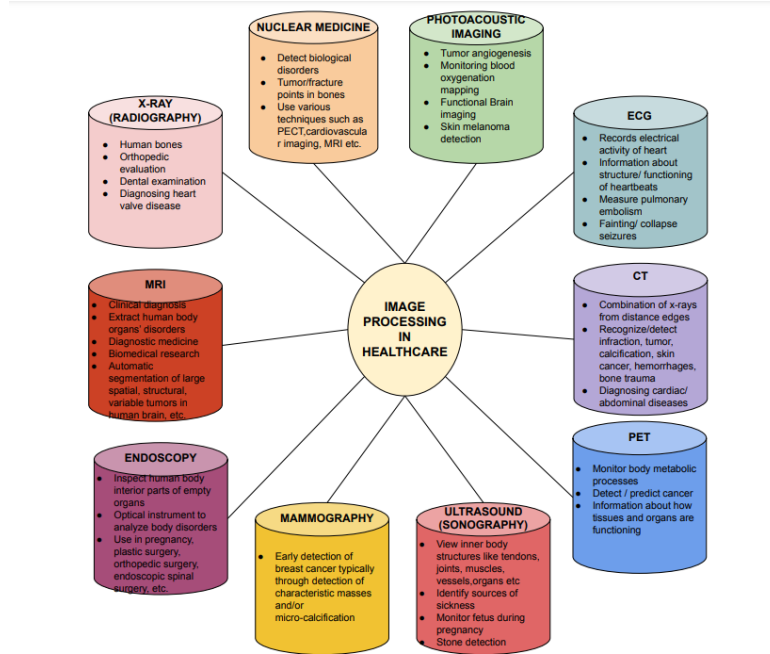 NUCLEAR MEDICINE
● Detect biological
disorders
● Tumor/fracture
points in bones
● Use various
techniques such as
PECT,cardiovascula
r imaging, MRI etc.
PHOTOACOUSTIC
IMAGING
● Tumor angiogenesis
● Monitoring blood
oxygenation
mapping
● Functional Brain
imaging
● Skin melanoma
detection
X-RAY
(RADIOGRAPHY)
● Human bones
● Orthopedic
evaluation
● Dental examination
● Diagnosing heart
valve disease
ECG
● Records electrical
activity of heart
● Information about
structure/ functioning
of heartbeats
● Measure pulmonary
embolism
● Fainting/ collapse
seizures
MRI
● Clinical diagnosis
● Extract human body
organs' disorders
● Diagnostic medicine
● Biomedical research
● Automatic
segmentation of large
spatial, structural,
variable tumors in
human brain, etc.
IMAGE
PROCESSING
IN
HEALTHCARE
CT
● Combination of x-rays
from distance edges
● Recognize/detect
infraction, tumor,
calcification, skin
cancer, hemorrhages,
bone trauma
● Diagnosing cardiac/
abdominal diseases
ENDOSCOPY
● Inspect human body
interior parts of empty
organs
● Optical instrument to
analyze body disorders
● Use in pregnancy,
plastic surgery,
orthopedic surgery,
endoscopic spinal
surgery, etc.
PET
● Monitor body metabolic
processes
● Detect / predict cancer
● Information about how
tissues and organs are
functioning
MAMMOGRAPHY
● Early detection of
breast cancer typically
through detection of
characteristic masses
and/or
micro-calcification
ULTRASOUND
(SONOGRAPHY)
● View inner body
structures like tendons,
joints, muscles,
vessels,organs etc
● Identify sources of
sickness
● Monitor fetus during
pregnancy
● Stone detection